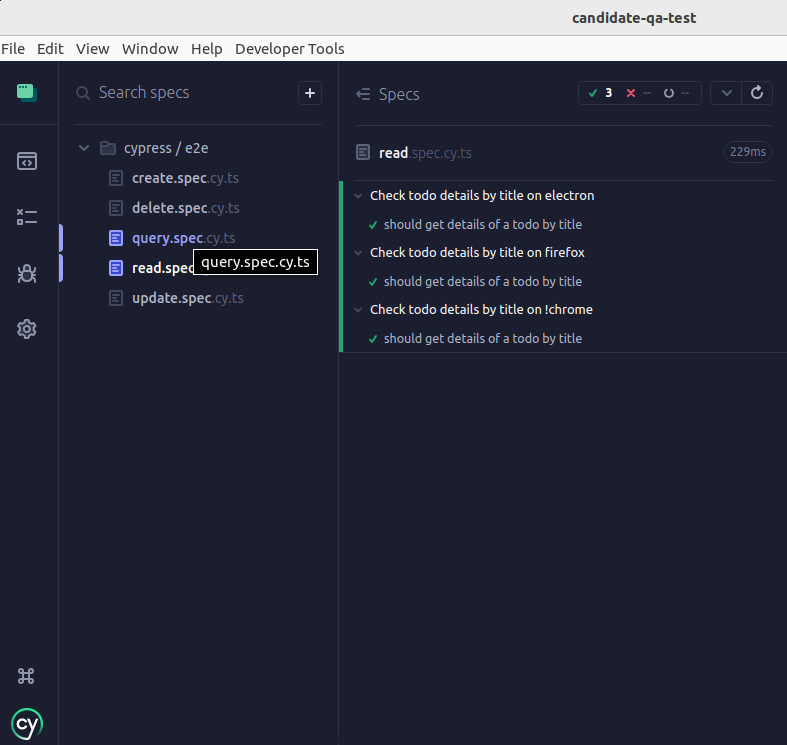 candidate-qa-test
File Edit View Window Help Developer Tools
Search specs
+
Specs
3 -- --
cypress / e2e
create.spec.cy.ts
delete.spec.cy.ts
query.spec.cy.ts
read.spec
query.spec.cy.ts
update.spec.cy.ts
read.spec.cy.ts
229ms
Check todo details by title on electron
should get details of a todo by title
Check todo details by title on firefox
should get details of a todo by title
Check todo details by title on !chrome
should get details of a todo by title
cy